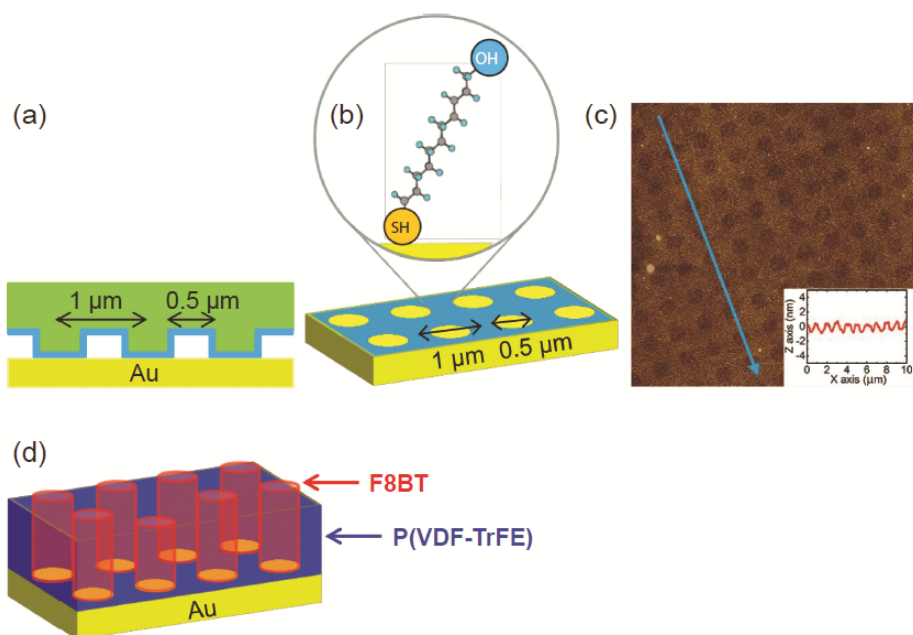 (a)
1 µm
0.5 µm
Au
(b)
OH
SH
1 µm 0.5 µm
(c)
Z axis (nm)
4
2
0
-2
-4
0 2 4 6 8 10
X axis (µm)
(d)
F8BT
P(VDF-TrFE)
Au